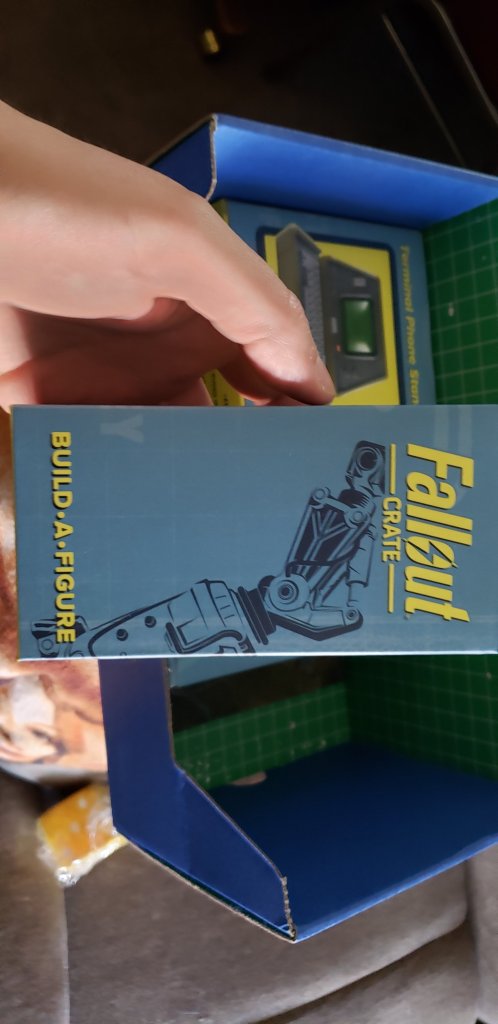 Fallout
CRATE
BUILD•A•FIGURE
Terminal Phone Stan